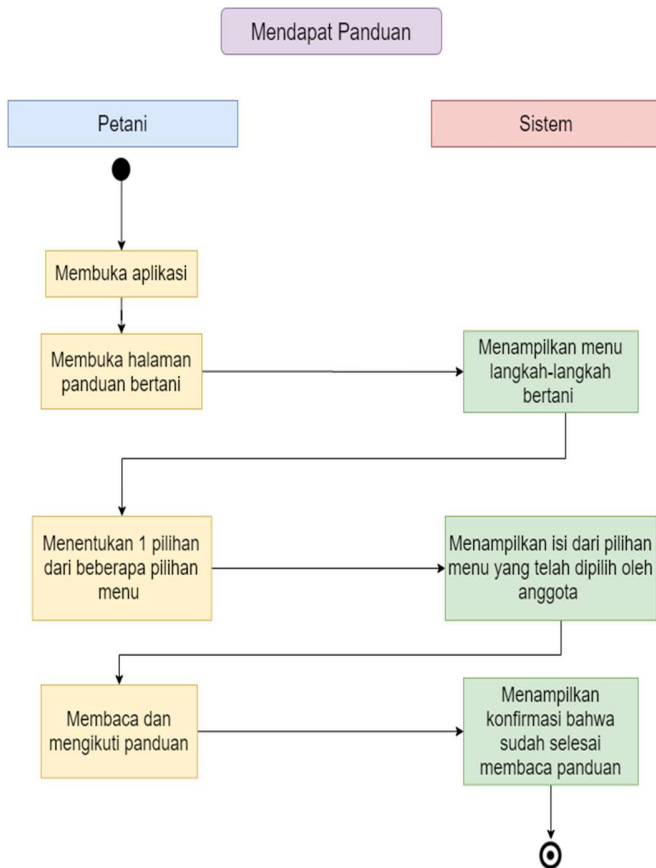 Mendapat Panduan
Petani
Sistem
Membuka aplikasi
Membuka halaman
panduan bertani
Menampilkan menu
langkah-langkah
bertani
Menentukan 1 pilihan
dari beberapa pilihan
menu
Menampilkan isi dari pilihan
menu yang telah dipilih oleh
anggota
Membaca dan
mengikuti panduan
Menampilkan
konfirmasi bahwa
sudah selesai
membaca panduan